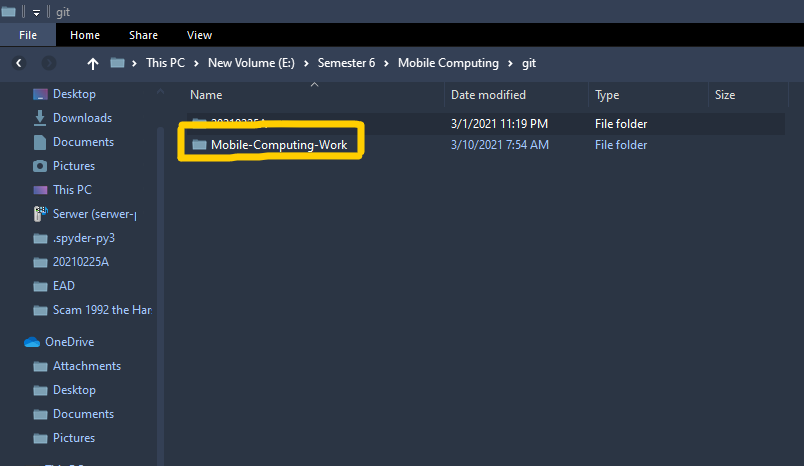 git
File Home Share View
This PC New Volume (E:) Semester 6 Mobile Computing git
Name Date modified Type Size
20210225A 3/1/2021 11:19 PM File folder
Mobile-Computing-Work 3/10/2021 7:54 AM File folder
Desktop
Downloads
Documents
Pictures
This PC
Serwer (serwer-p
.spyder-py3
20210225A
EAD
Scam 1992 the Har
OneDrive
Attachments
Desktop
Documents
Pictures